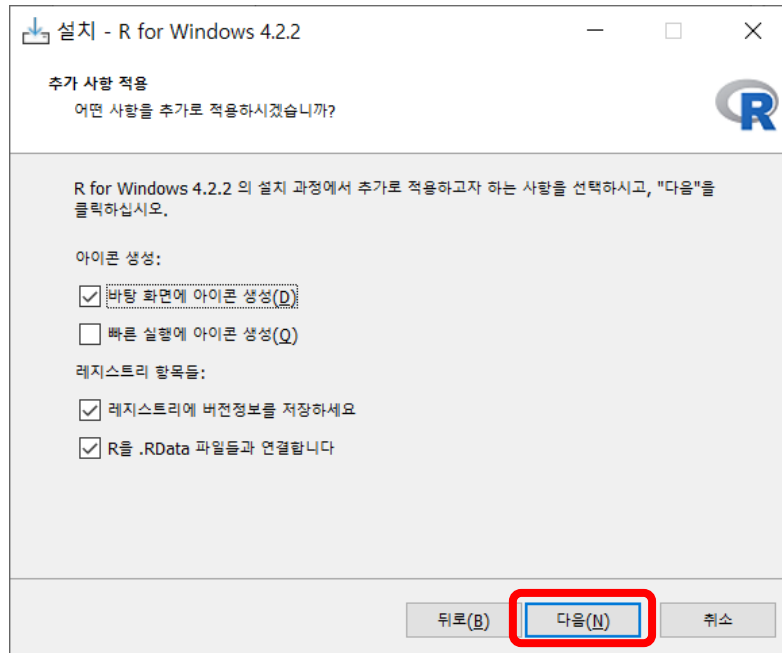 설치 - R for Windows 4.2.2
추가 사항 적용
어떤 사항을 추가로 적용하시겠습니까?
R
R for Windows 4.2.2 의 설치 과정에서 추가로 적용하고자 하는 사항을 선택하시고, "다음"을
클릭하십시오.
아이콘 생성:
바탕 화면에 아이콘 생성(D)
빠른 실행에 아이콘 생성(Q)
레지스트리 항목들:
레지스트리에 버전정보를 저장하세요
R을 .RData 파일들과 연결합니다
뒤로(B) 다음(N) 취소